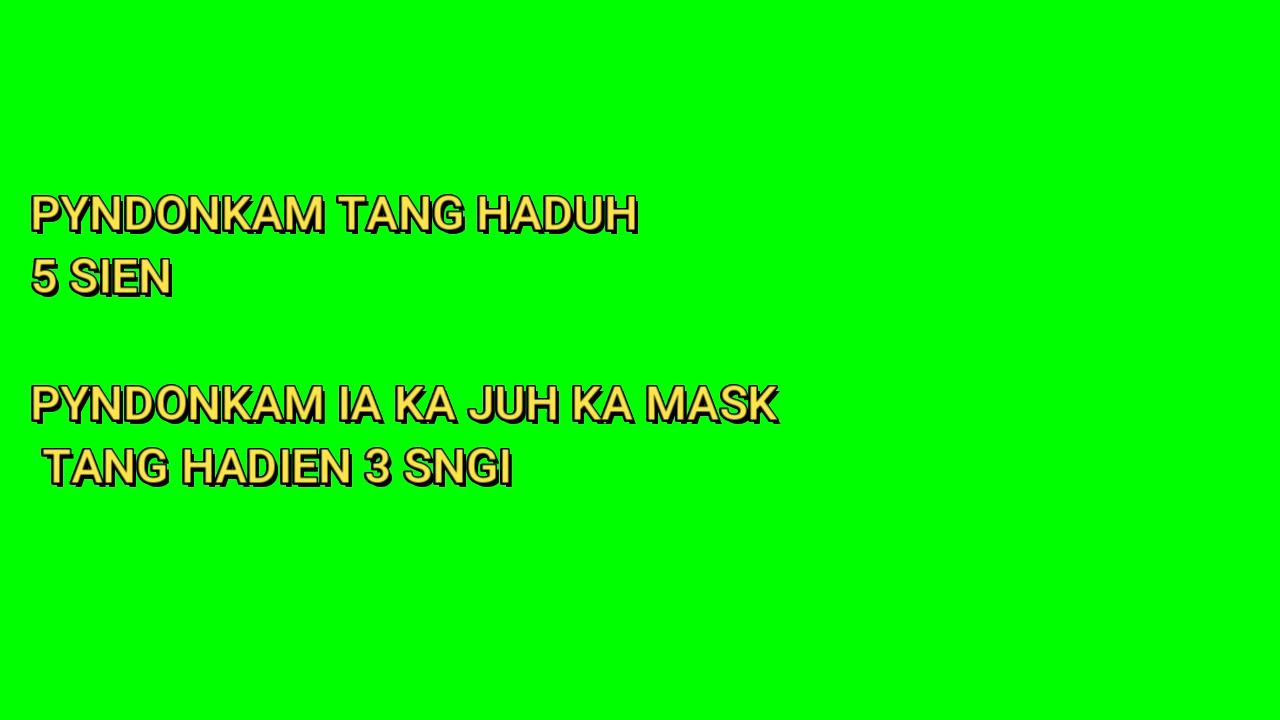 PYNDONKAM TANG HADUH
5 SIEN
PYNDONKAM IA KA JUH KA MASK
TANG HADIEN 3 SNGI